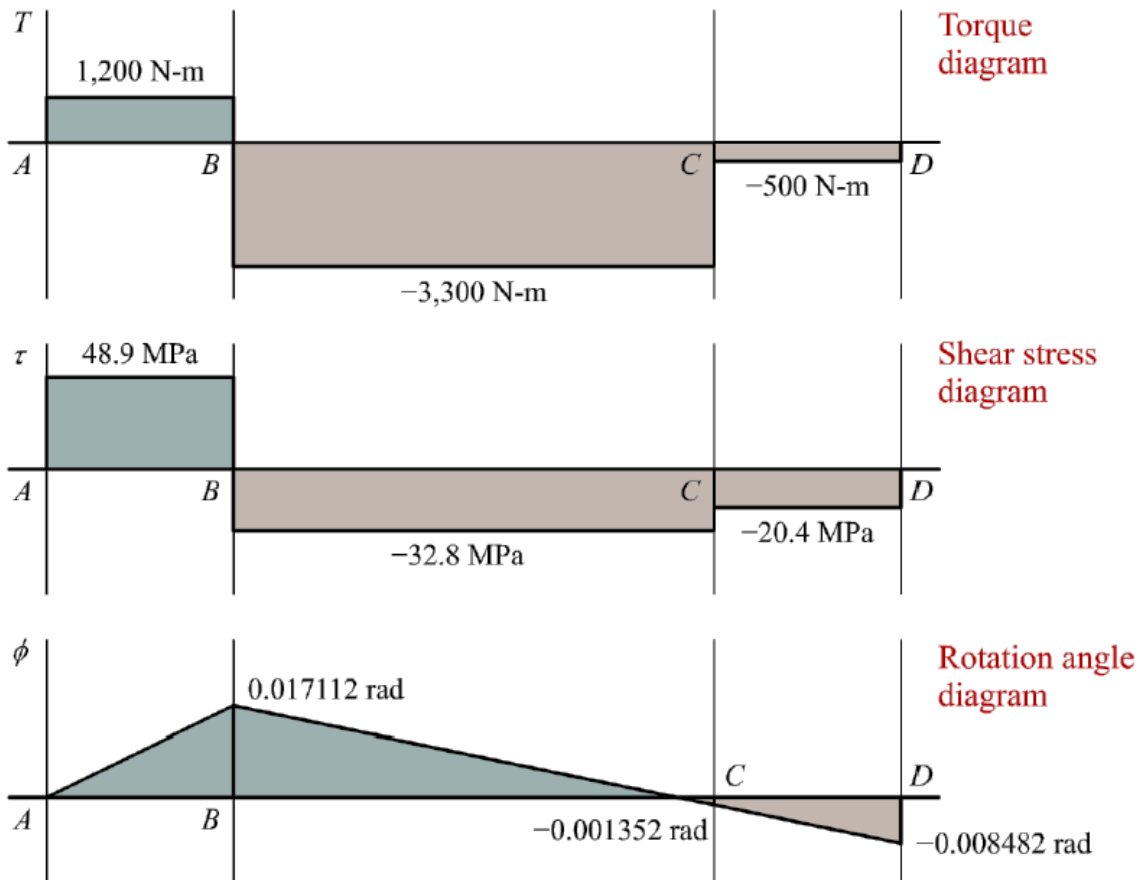 T
Torque
diagram
1,200 N-m
A
B
C
D
−500 N-m
−3,300 N-m
τ
48.9 MPa
Shear stress
diagram
A
B
C
D
−20.4 MPa
−32.8 MPa
ϕ
Rotation angle
diagram
0.017112 rad
C
D
A
B
−0.001352 rad
−0.008482 rad